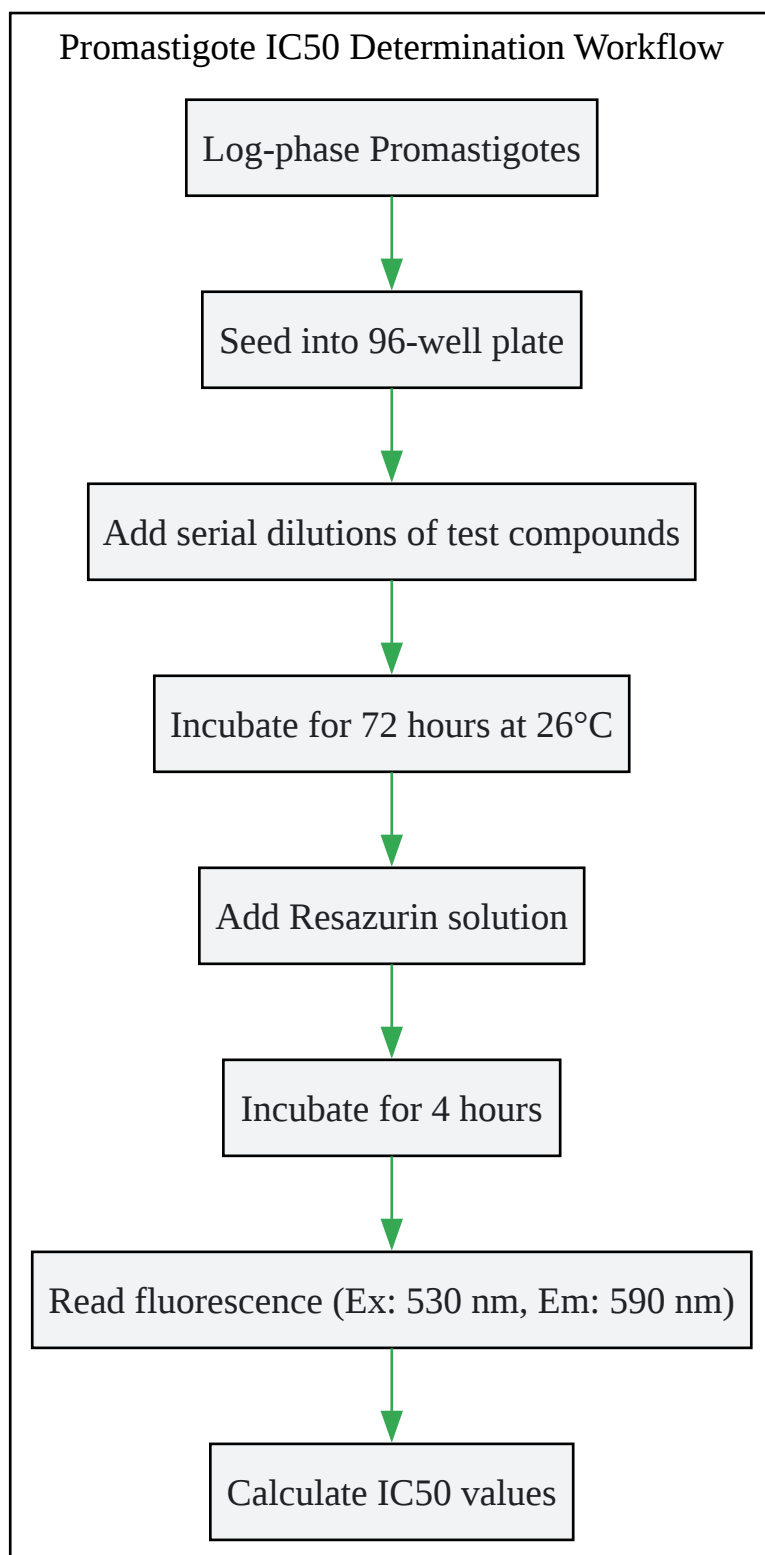 Promastigote IC50 Determination Workflow
Log-phase Promastigotes
Seed into 96-well plate
Add serial dilutions of test compounds
Incubate for 72 hours at 26°C
Add Resazurin solution
Incubate for 4 hours
Read fluorescence (Ex: 530 nm, Em: 590 nm)
Calculate IC50 values